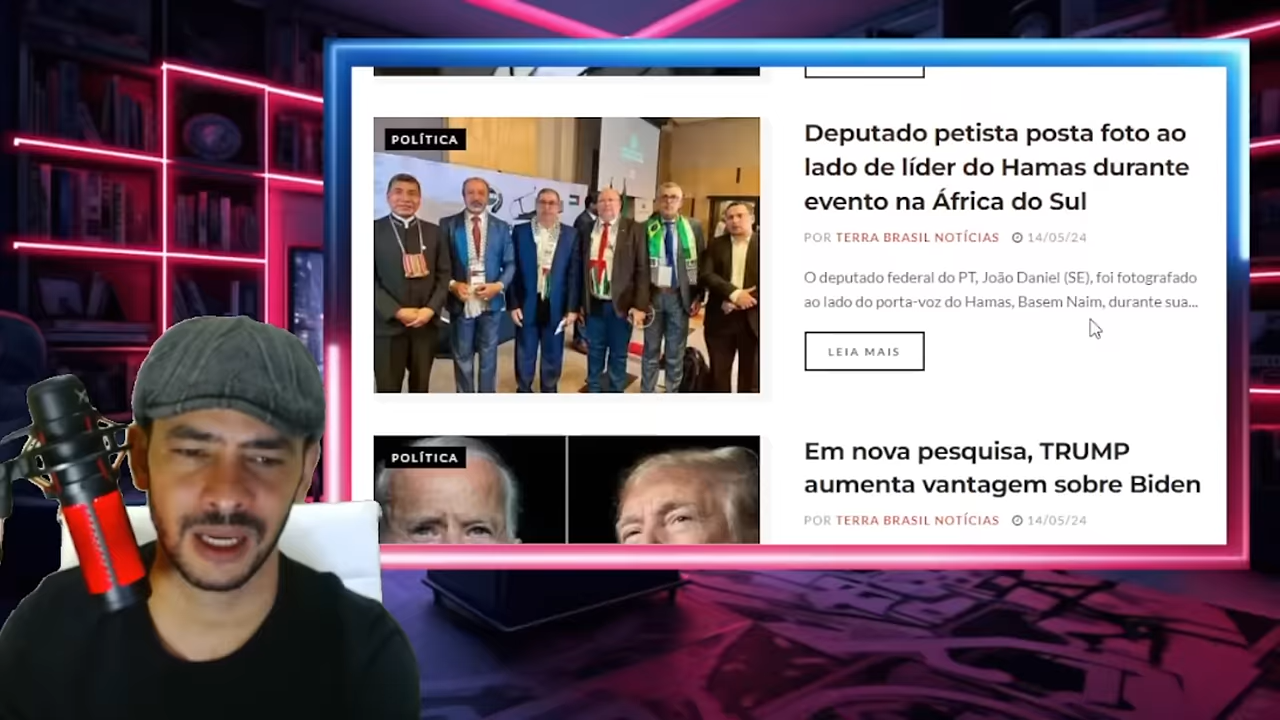 POLÍTICA
Deputado petista posta foto ao
lado de líder do Hamas durante
evento na África do Sul
POR TERRA BRASIL NOTÍCIAS 14/05/24
O deputado federal do PT, João Daniel (SE), foi fotografado
ao lado do porta-voz do Hamas, Basem Naim, durante sua...
LEIA MAIS
POLÍTICA
Em nova pesquisa, TRUMP
aumenta vantagem sobre Biden
POR TERRA BRASIL NOTÍCIAS 14/05/24